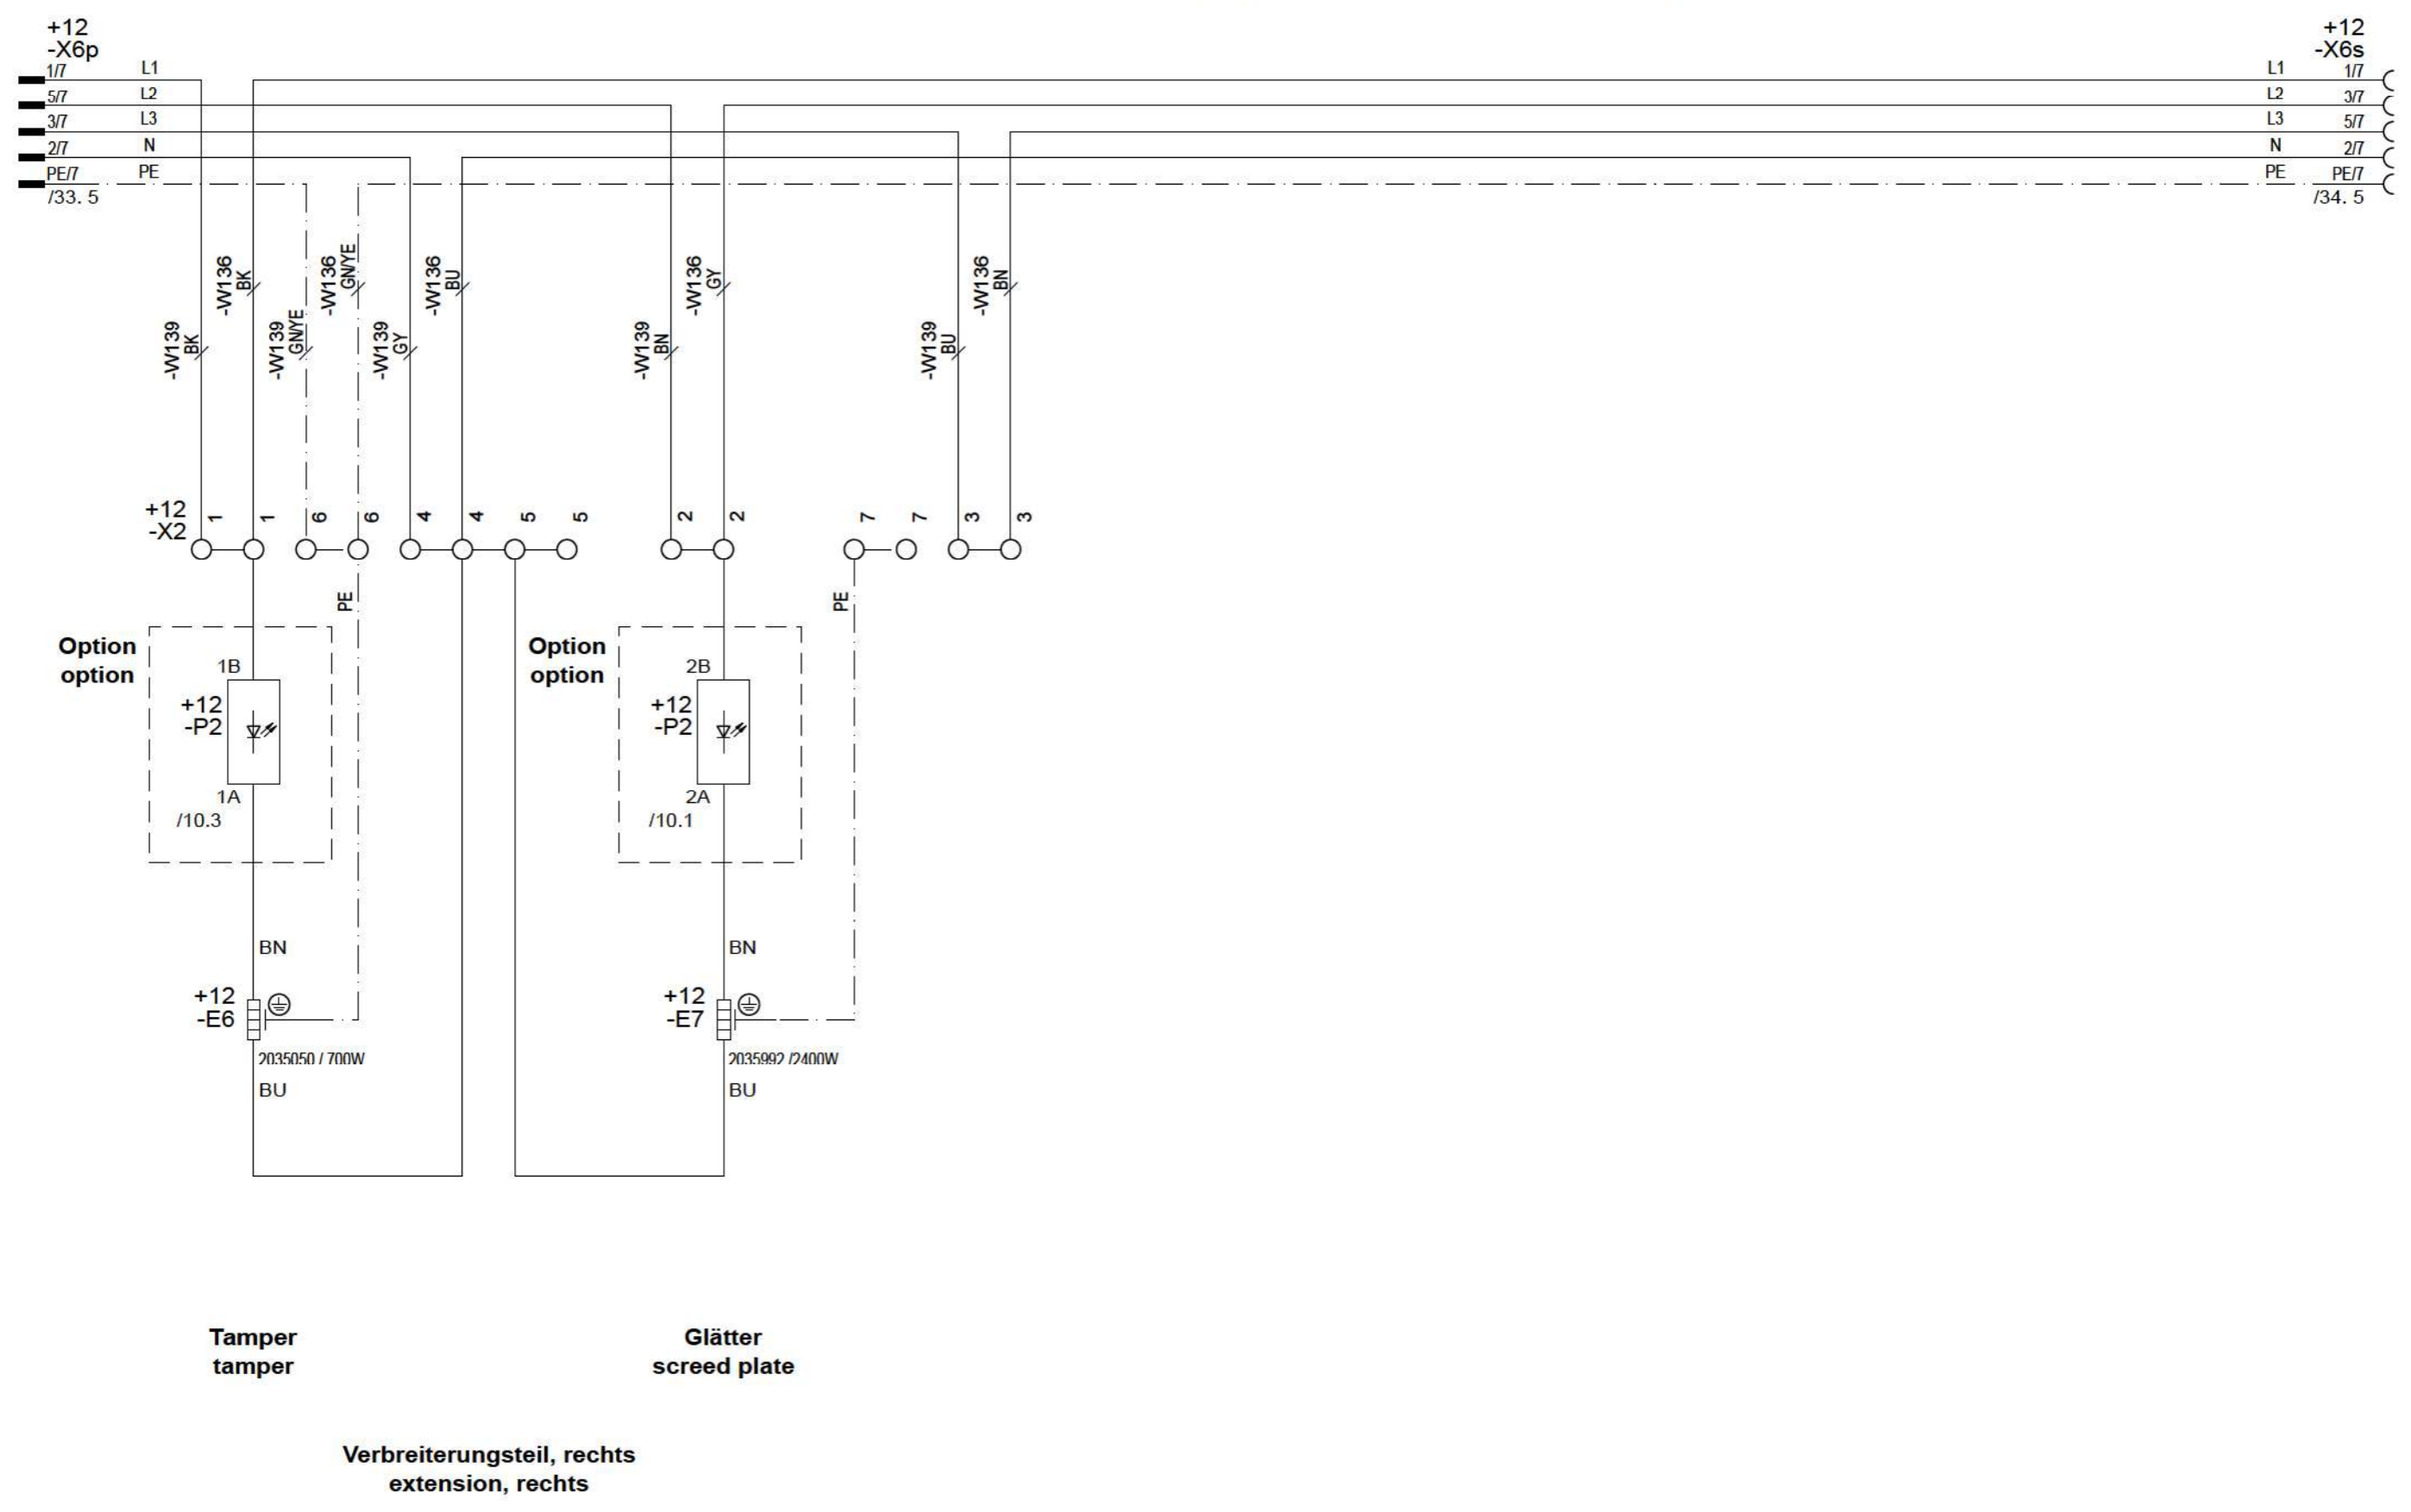 +12
-X6p
1/7 L1
5/7 L2
3/7 L3
2/7 N
PE/7 PE
/33. 5
+12
-X6s
L1 1/7
L2 3/7
L3 5/7
N 2/7
PE PE/7
/34. 5
-W139
BK
-W136
BK
-W139
GN/YE
-W136
GN/YE
-W139
GY
-W136
BU
-W139
BN
-W136
GY
-W139
BU
-W136
BN
+12
-X2
1 1 6 6 4 4 5 5 2 2 7 7 3 3
PE
PE
Option
option
1B
+12
-P2
1A
/10.3
Option
option
2B
+12
-P2
2A
/10.1
BN
+12
-E6
2035050 / 700W
BU
BN
+12
-E7
2035992 /2400W
BU
Tamper
tamper
Glätter
screed plate
Verbreiterungsteil, rechts
extension, rechts